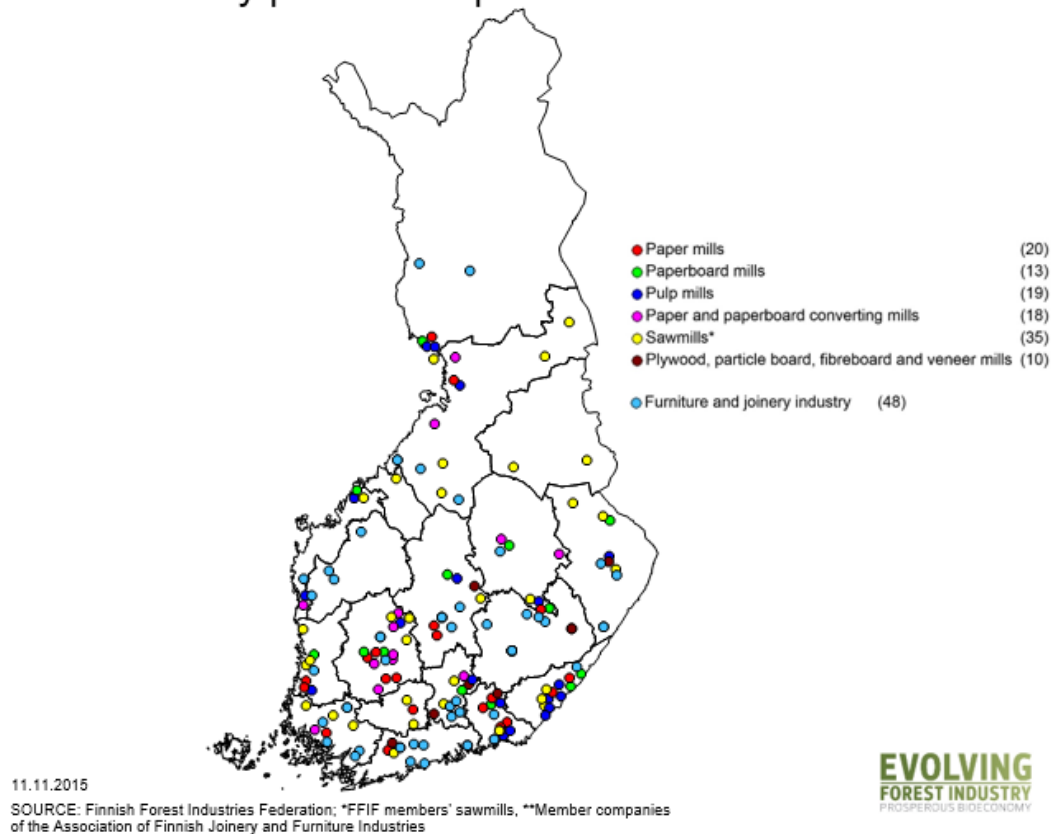 Paper mills (20)
Paperboard mills (13)
Pulp mills (19)
Paper and paperboard converting mills (18)
Sawmills* (35)
Plywood, particle board, fibreboard and veneer mills (10)
Furniture and joinery industry (48)
11.11.2015
SOURCE: Finnish Forest Industries Federation; *FFIF members' sawmills, **Member companies
of the Association of Finnish Joinery and Furniture Industries
EVOLVING
FOREST INDUSTRY
PROSPEROUS BIOECONOMY